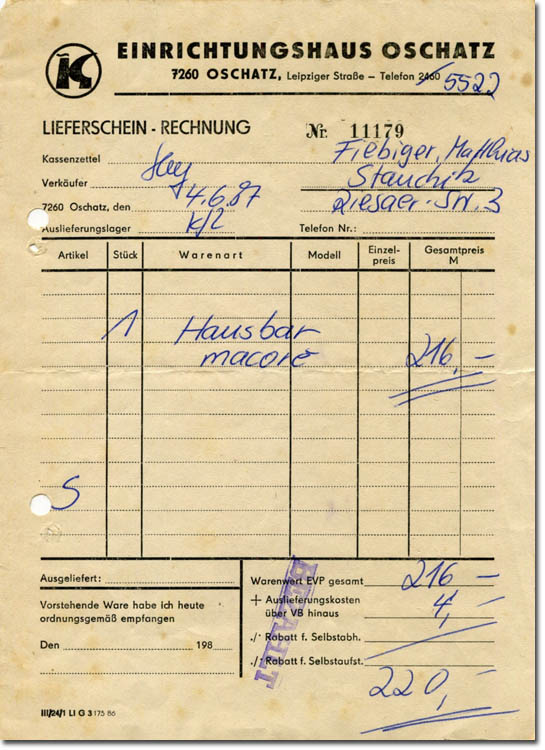 K
EINRICHTUNGSHAUS OSCHATZ
7260 OSCHATZ, Leipziger Straße – Telefon 2460 5522
LIEFERSCHEIN - RECHNUNG Nr. 11179
Kassenzettel Fiebiger, Matthias
Verkäufer Stauchitz
7260 Oschatz, den 4.6.87 Riesaer Str. 3
Auslieferungslager K/2 Telefon Nr.:
Artikel Stück Warenart Modell Einzel-preis Gesamtpreis M
1 Hausbar
macoré 216,–
S
Ausgeliefert:
Vorstehende Ware habe ich heute
ordnungsgemäß empfangen
Den 198
BEZAHLT
Warenwert EVP gesamt 216 –
+ Auslieferungskosten
über VB hinaus 4,–
./. Rabatt f. Selbstabh.
./. Rabatt f. Selbstaufst.
220,–
III/24/1 LI G 3 175 86